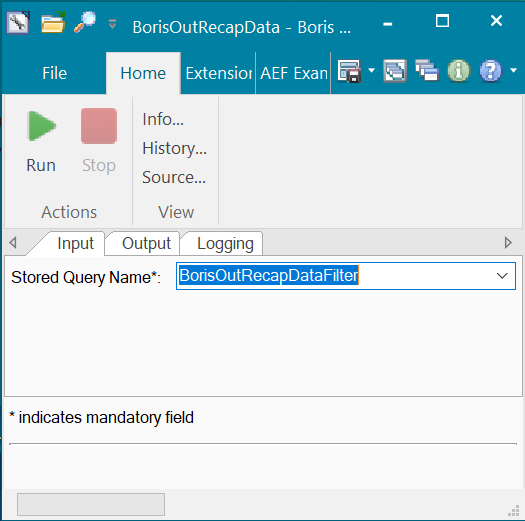 BorisOutRecapData - Boris ...
File
Home
Extension
AEF Exan
Run
Stop
Info...
History...
Source...
Actions
View
Input
Output
Logging
Stored Query Name*:
BorisOutRecapDataFilter
* indicates mandatory field